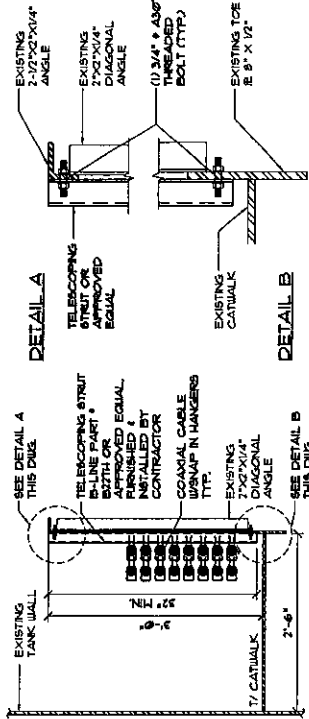 EXISTING
TANK WALL
SEE DETAIL A
THIS DWG.
TELESCOPING STRUT
B-LINE PART #
APPROVED EQUAL,
FURNISHED &
INSTALLED BY
CONTRACTOR
COAXIAL CABLE
W/SNAP IN HANGERS
TYP.
EXISTING
2"X2"X1/4"
DIAGONAL
ANGLE
SEE DETAIL B
THIS DWG.
32" MIN.
3'-6"
T/ CATWALK
2'-6"
DETAIL A
TELESCOPING
STRUT OR
APPROVED
EQUAL
EXISTING
2-1/2"X2"X1/4"
ANGLE
EXISTING
2"X2"X1/4"
DIAGONAL
ANGLE
(1) 3/4" ϕ A307
THREADED
BOLT (TYP.)
EXISTING TOE
PL 8" X 1/2"
EXISTING
CATWALK
DETAIL B